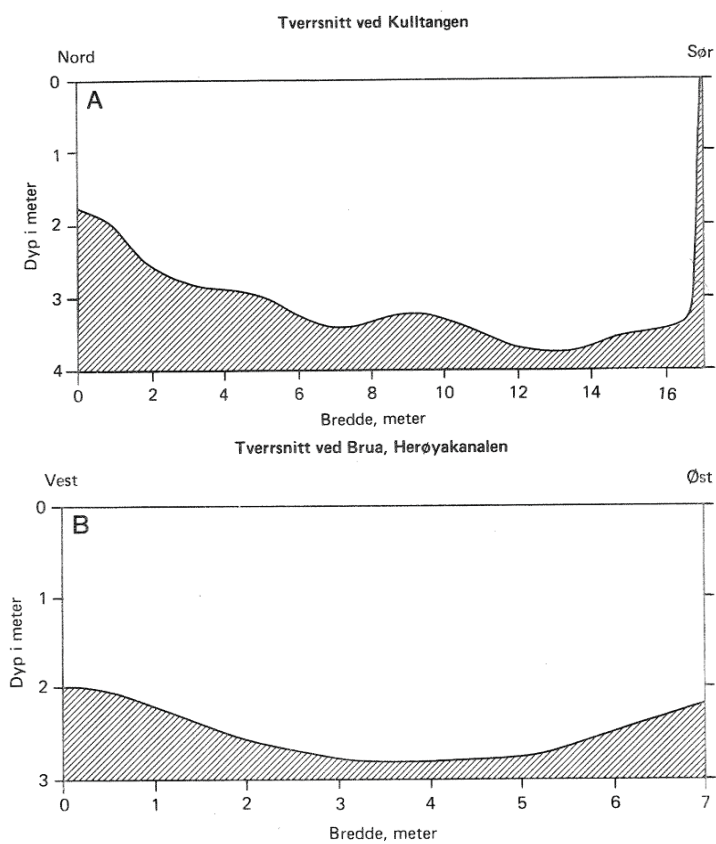 Tverrsnitt ved Kulltangen
Nord Sør
A
0
1
2
3
4
Dyp i meter
0 2 4 6 8 10 12 14 16
Bredde, meter
Tverrsnitt ved Brua, Herøyakanalen
Vest Øst
B
0
1
2
3
Dyp i meter
0 1 2 3 4 5 6 7
Bredde, meter